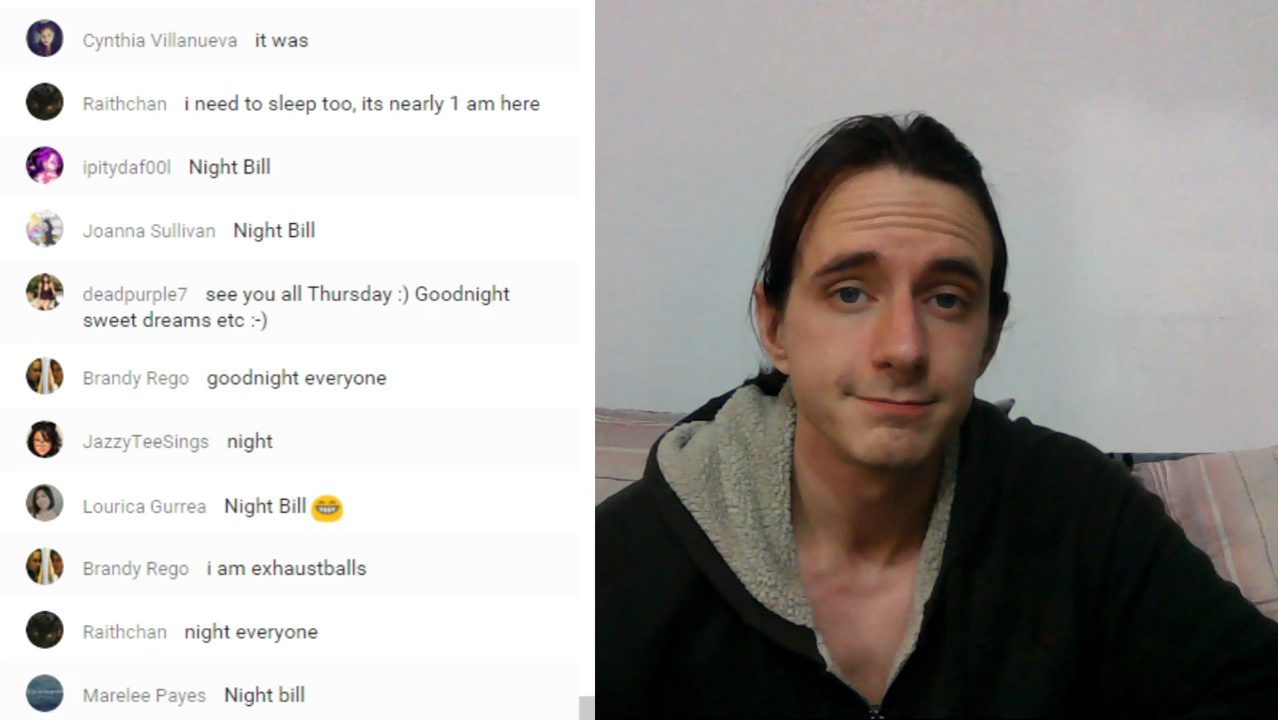 Cynthia Villanueva it was
Raithchan i need to sleep too, its nearly 1 am here
ipitydaf00l Night Bill
Joanna Sullivan Night Bill
deadpurple7 see you all Thursday :) Goodnight
sweet dreams etc :-)
Brandy Rego goodnight everyone
JazzyTeeSings night
Lourica Gurrea Night Bill 😁
Brandy Rego i am exhaustballs
Raithchan night everyone
Marelee Payes Night bill